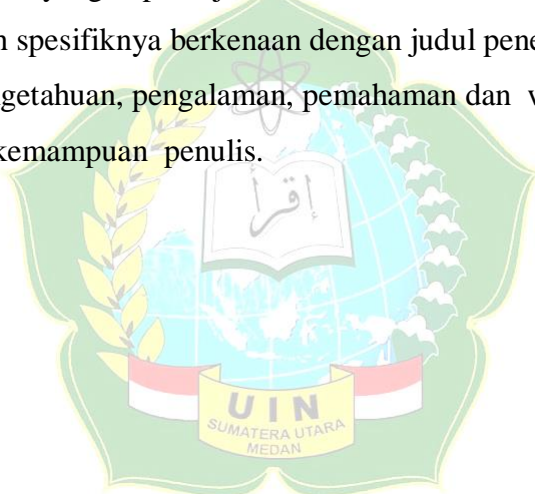 n spesifiknya berkenaan dengan judul pene
getahuan, pengalaman, pemahaman dan
kemampuan penulis.
إقرأ
UIN
SUMATERA UTARA
MEDAN